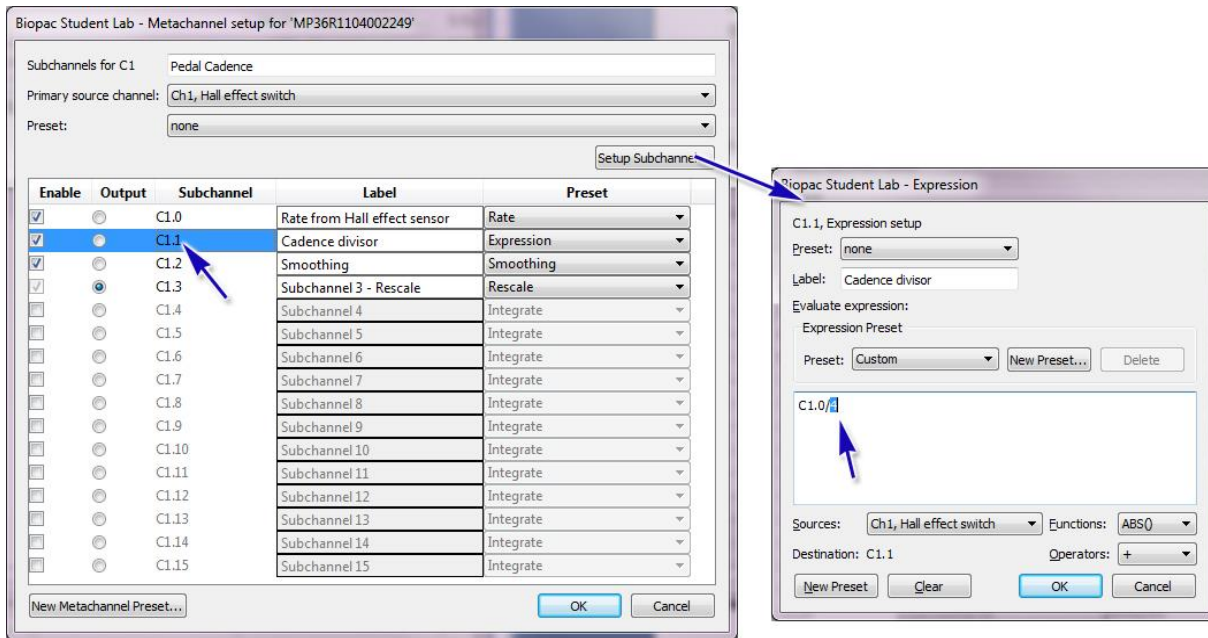 Biopac Student Lab - Metachannel setup for 'MP36R1104002249'
Subchannels for C1 Pedal Cadence
Primary source channel: Ch1, Hall effect switch
Preset: none
Setup Subchannel
Enable Output Subchannel Label Preset
C1.0 Rate from Hall effect sensor Rate
C1.1 Cadence divisor Expression
C1.2 Smoothing Smoothing
C1.3 Subchannel 3 - Rescale Rescale
C1.4 Subchannel 4 Integrate
C1.5 Subchannel 5 Integrate
C1.6 Subchannel 6 Integrate
C1.7 Subchannel 7 Integrate
C1.8 Subchannel 8 Integrate
C1.9 Subchannel 9 Integrate
C1.10 Subchannel 10 Integrate
C1.11 Subchannel 11 Integrate
C1.12 Subchannel 12 Integrate
C1.13 Subchannel 13 Integrate
C1.14 Subchannel 14 Integrate
C1.15 Subchannel 15 Integrate
New Metachannel Preset... OK Cancel
Biopac Student Lab - Expression
C1.1, Expression setup
Preset: none
Label: Cadence divisor
Evaluate expression:
Expression Preset
Preset: Custom New Preset... Delete
C1.0/4
Sources: Ch1, Hall effect switch Functions: ABS()
Destination: C1.1 Operators: +
New Preset Clear OK Cancel